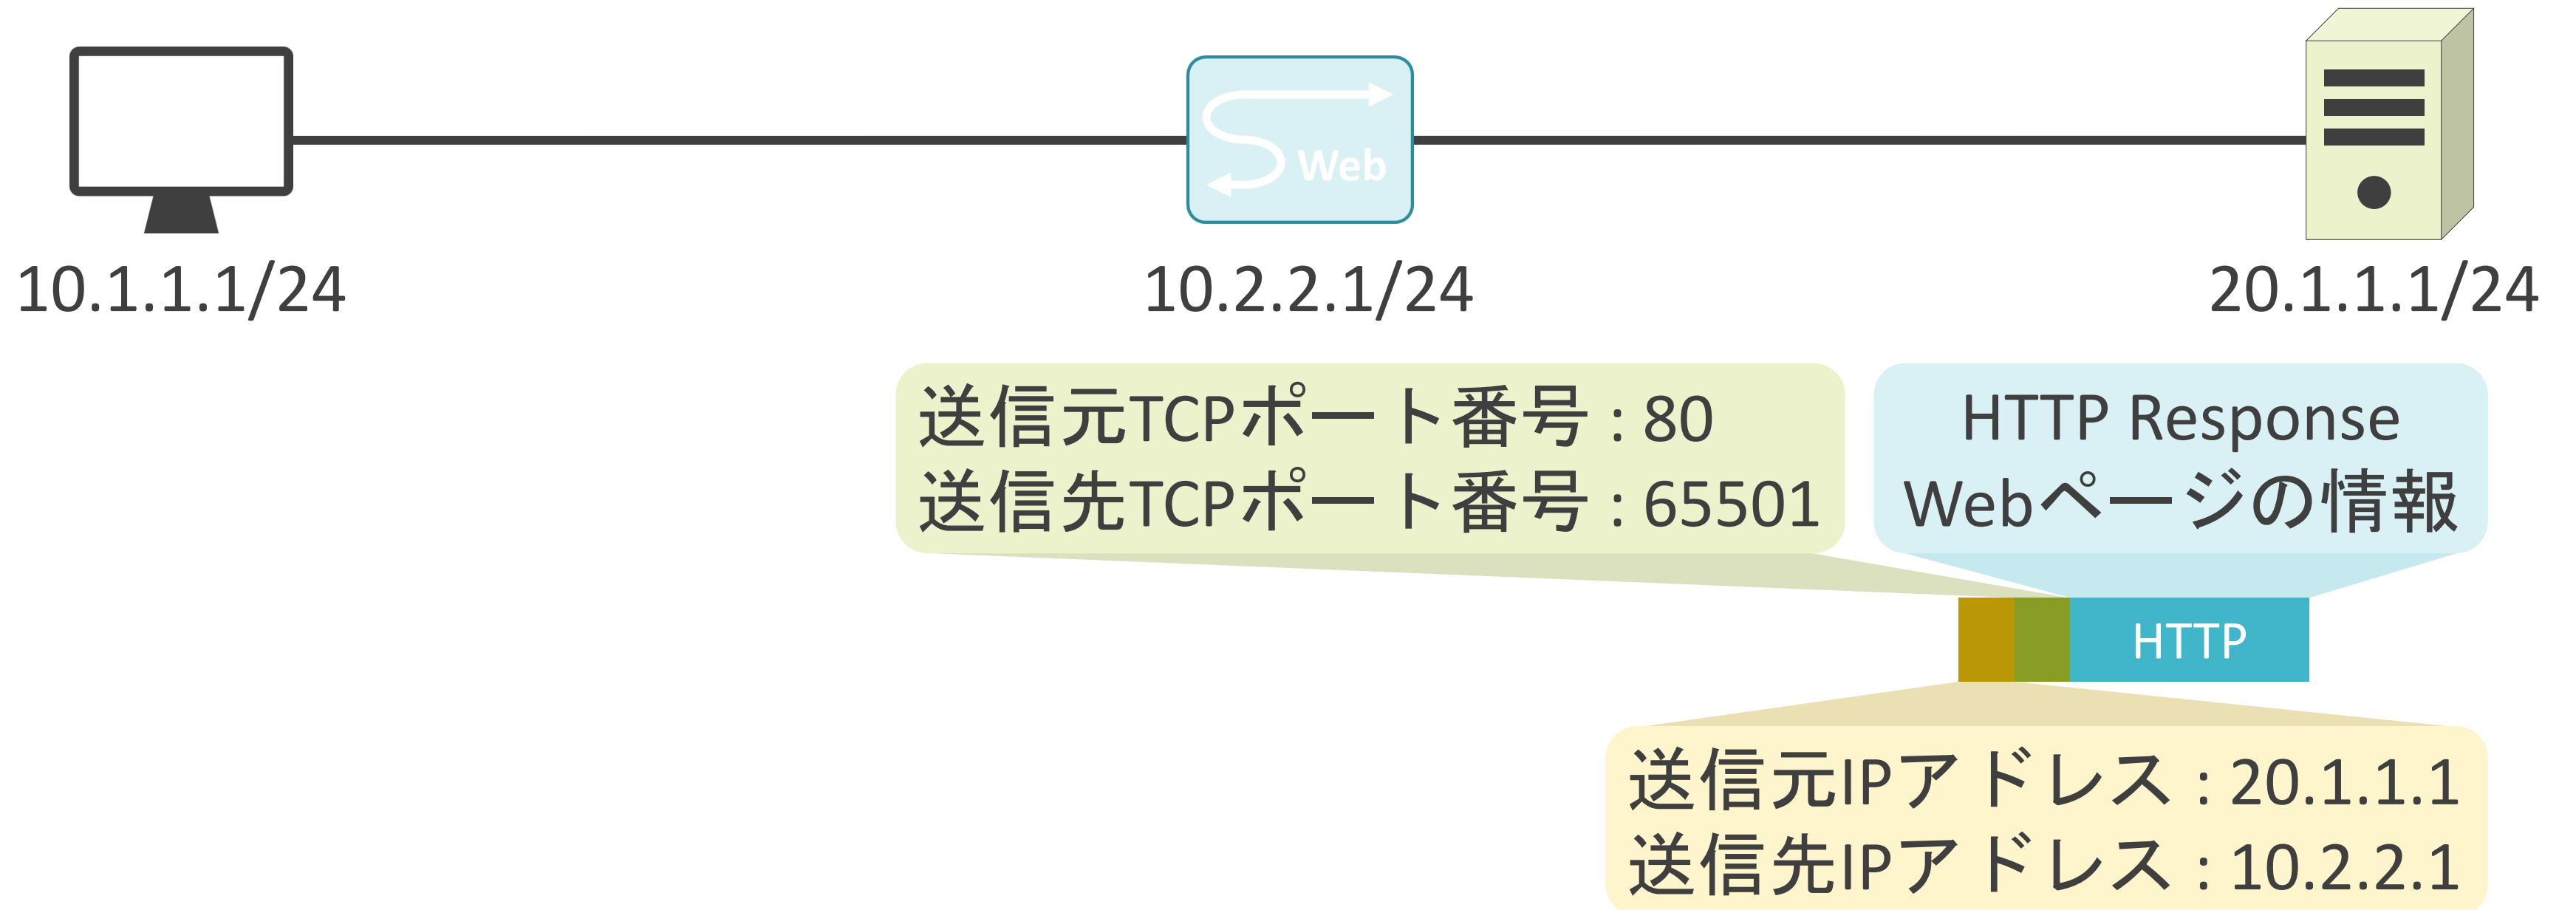 Web
10.1.1.1/24
10.2.2.1/24
20.1.1.1/24
送信元TCPポート番号 : 80
送信先TCPポート番号 : 65501
HTTP Response
Webページの情報
HTTP
送信元IPアドレス : 20.1.1.1
送信先IPアドレス : 10.2.2.1